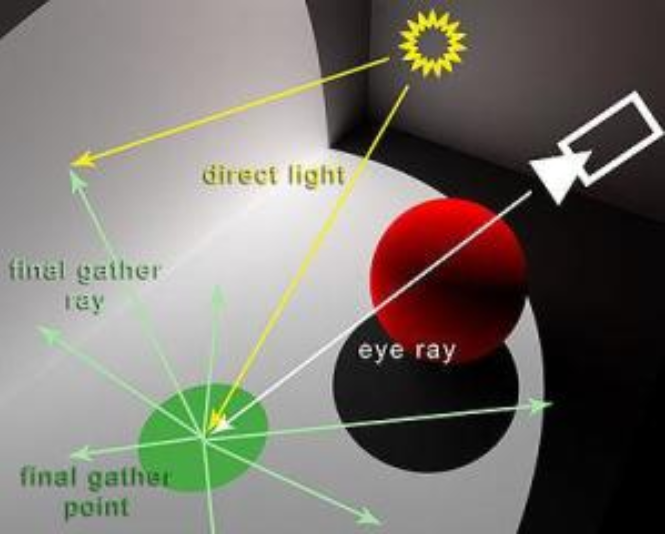 direct light
final gather
ray
eye ray
final gather
point